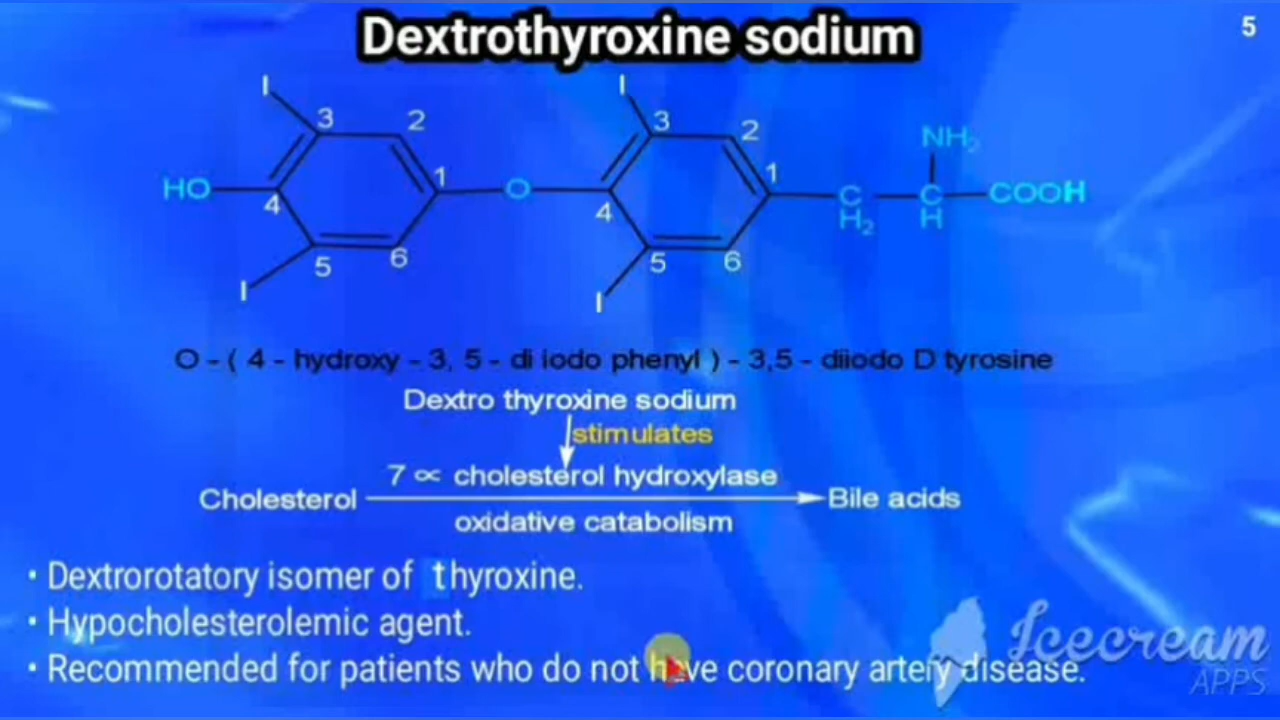 Dextrothyroxine sodium
5
I
I
3
2
3
2
NH₂
1
1
HO
O
C
C
COOH
4
4
H₂
H
5
6
5
6
I
I
O - ( 4 - hydroxy - 3, 5 - di iodo phenyl ) - 3,5 - diiodo D tyrosine
Dextro thyroxine sodium
stimulates
7 ∝ cholesterol hydroxylase
Cholesterol
Bile acids
oxidative catabolism
• Dextrorotatory isomer of thyroxine.
• Hypocholesterolemic agent.
• Recommended for patients who do not have coronary artery disease.
Icecream
APPS